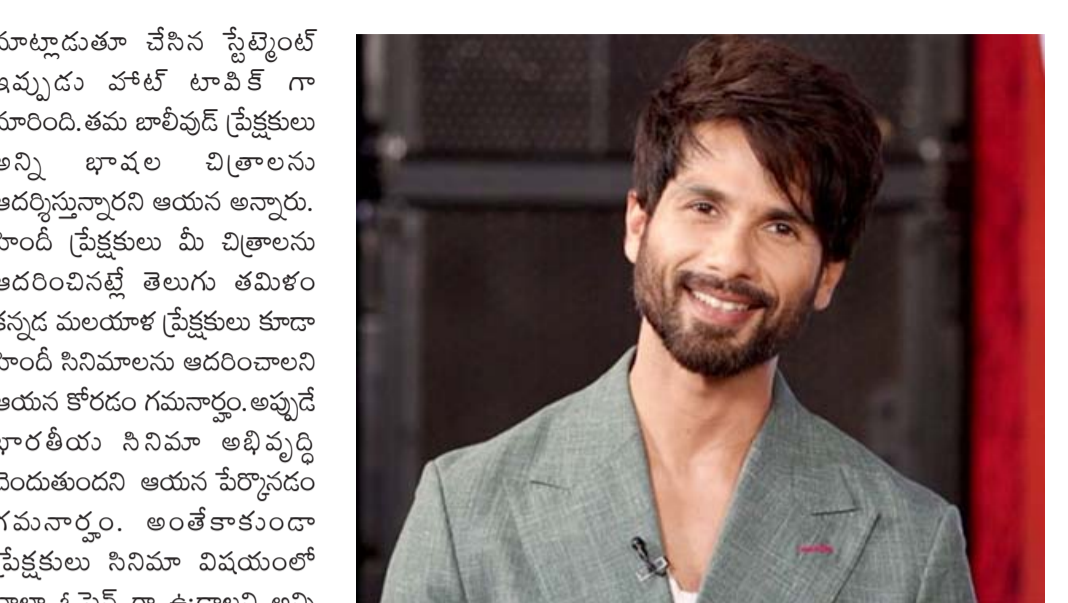 మాట్లాడుతూ చేసిన స్టేట్మెంట్
ఇప్పుడు హాట్ టాపిక్ గా
మారింది.తమ బాలీవుడ్ ప్రేక్షకులు
అన్ని భాషల చిత్రాలను
ఆదర్శిస్తున్నారని ఆయన అన్నారు.
హిందీ ప్రేక్షకులు మీ చిత్రాలను
ఆదరించినట్లే తెలుగు తమిళం
కన్నడ మలయాళ ప్రేక్షకులు కూడా
హిందీ సినిమాలను ఆదరించాలని
ఆయన కోరడం గమనార్హం.అప్పుడే
భారతీయ సినిమా అభివృద్ధి
చెందుతుందని ఆయన పేర్కొనడం
గమనార్హం. అంతేకాకుండా
ప్రేక్షకులు సినిమా విషయంలో